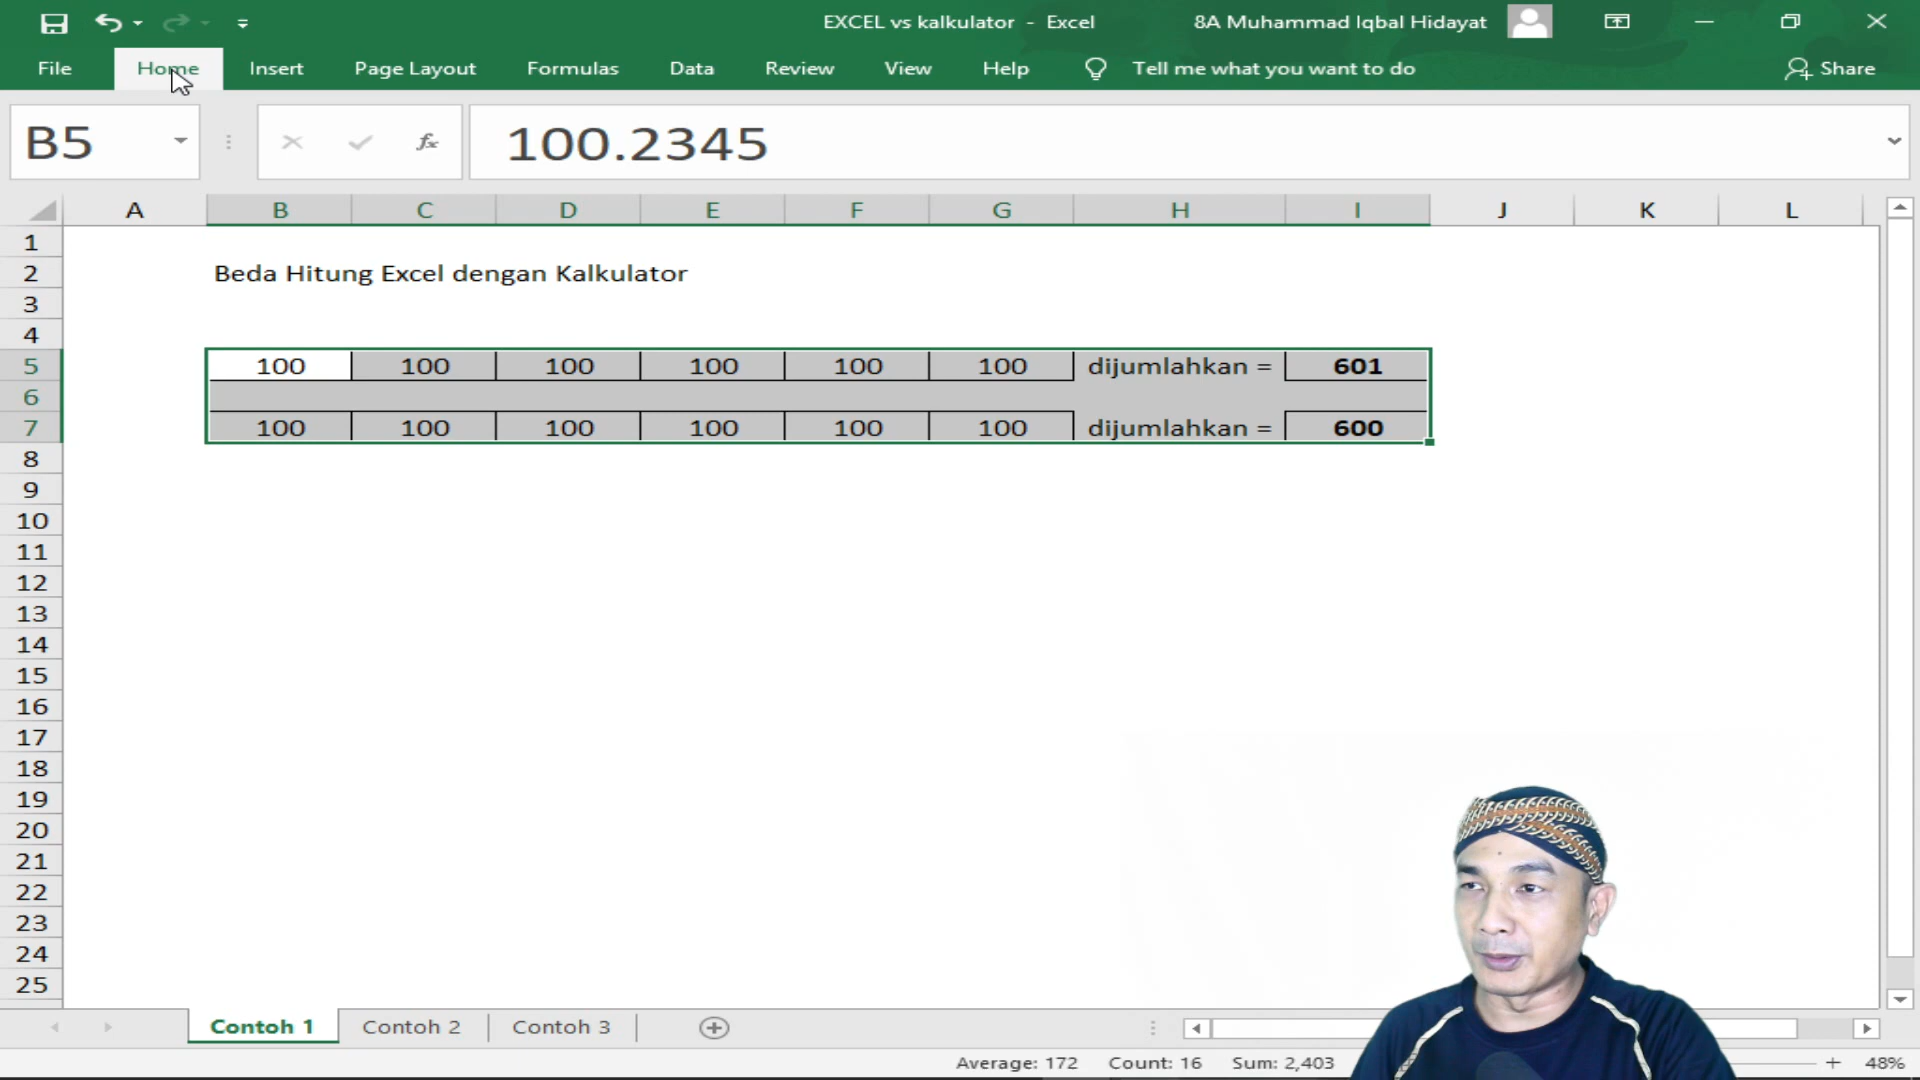 EXCEL vs kalkulator - Excel
8A Muhammad Iqbal Hidayat
File Home Insert Page Layout Formulas Data Review View Help Tell me what you want to do Share
B5 fx 100.2345
A B C D E F G H I J K L
1
2 Beda Hitung Excel dengan Kalkulator
3
4
5 100 100 100 100 100 100 dijumlahkan = 601
6
7 100 100 100 100 100 100 dijumlahkan = 600
8
9
10
11
12
13
14
15
16
17
18
19
20
21
22
23
24
25
Contoh 1 Contoh 2 Contoh 3
Average: 172 Count: 16 Sum: 2,403 48%